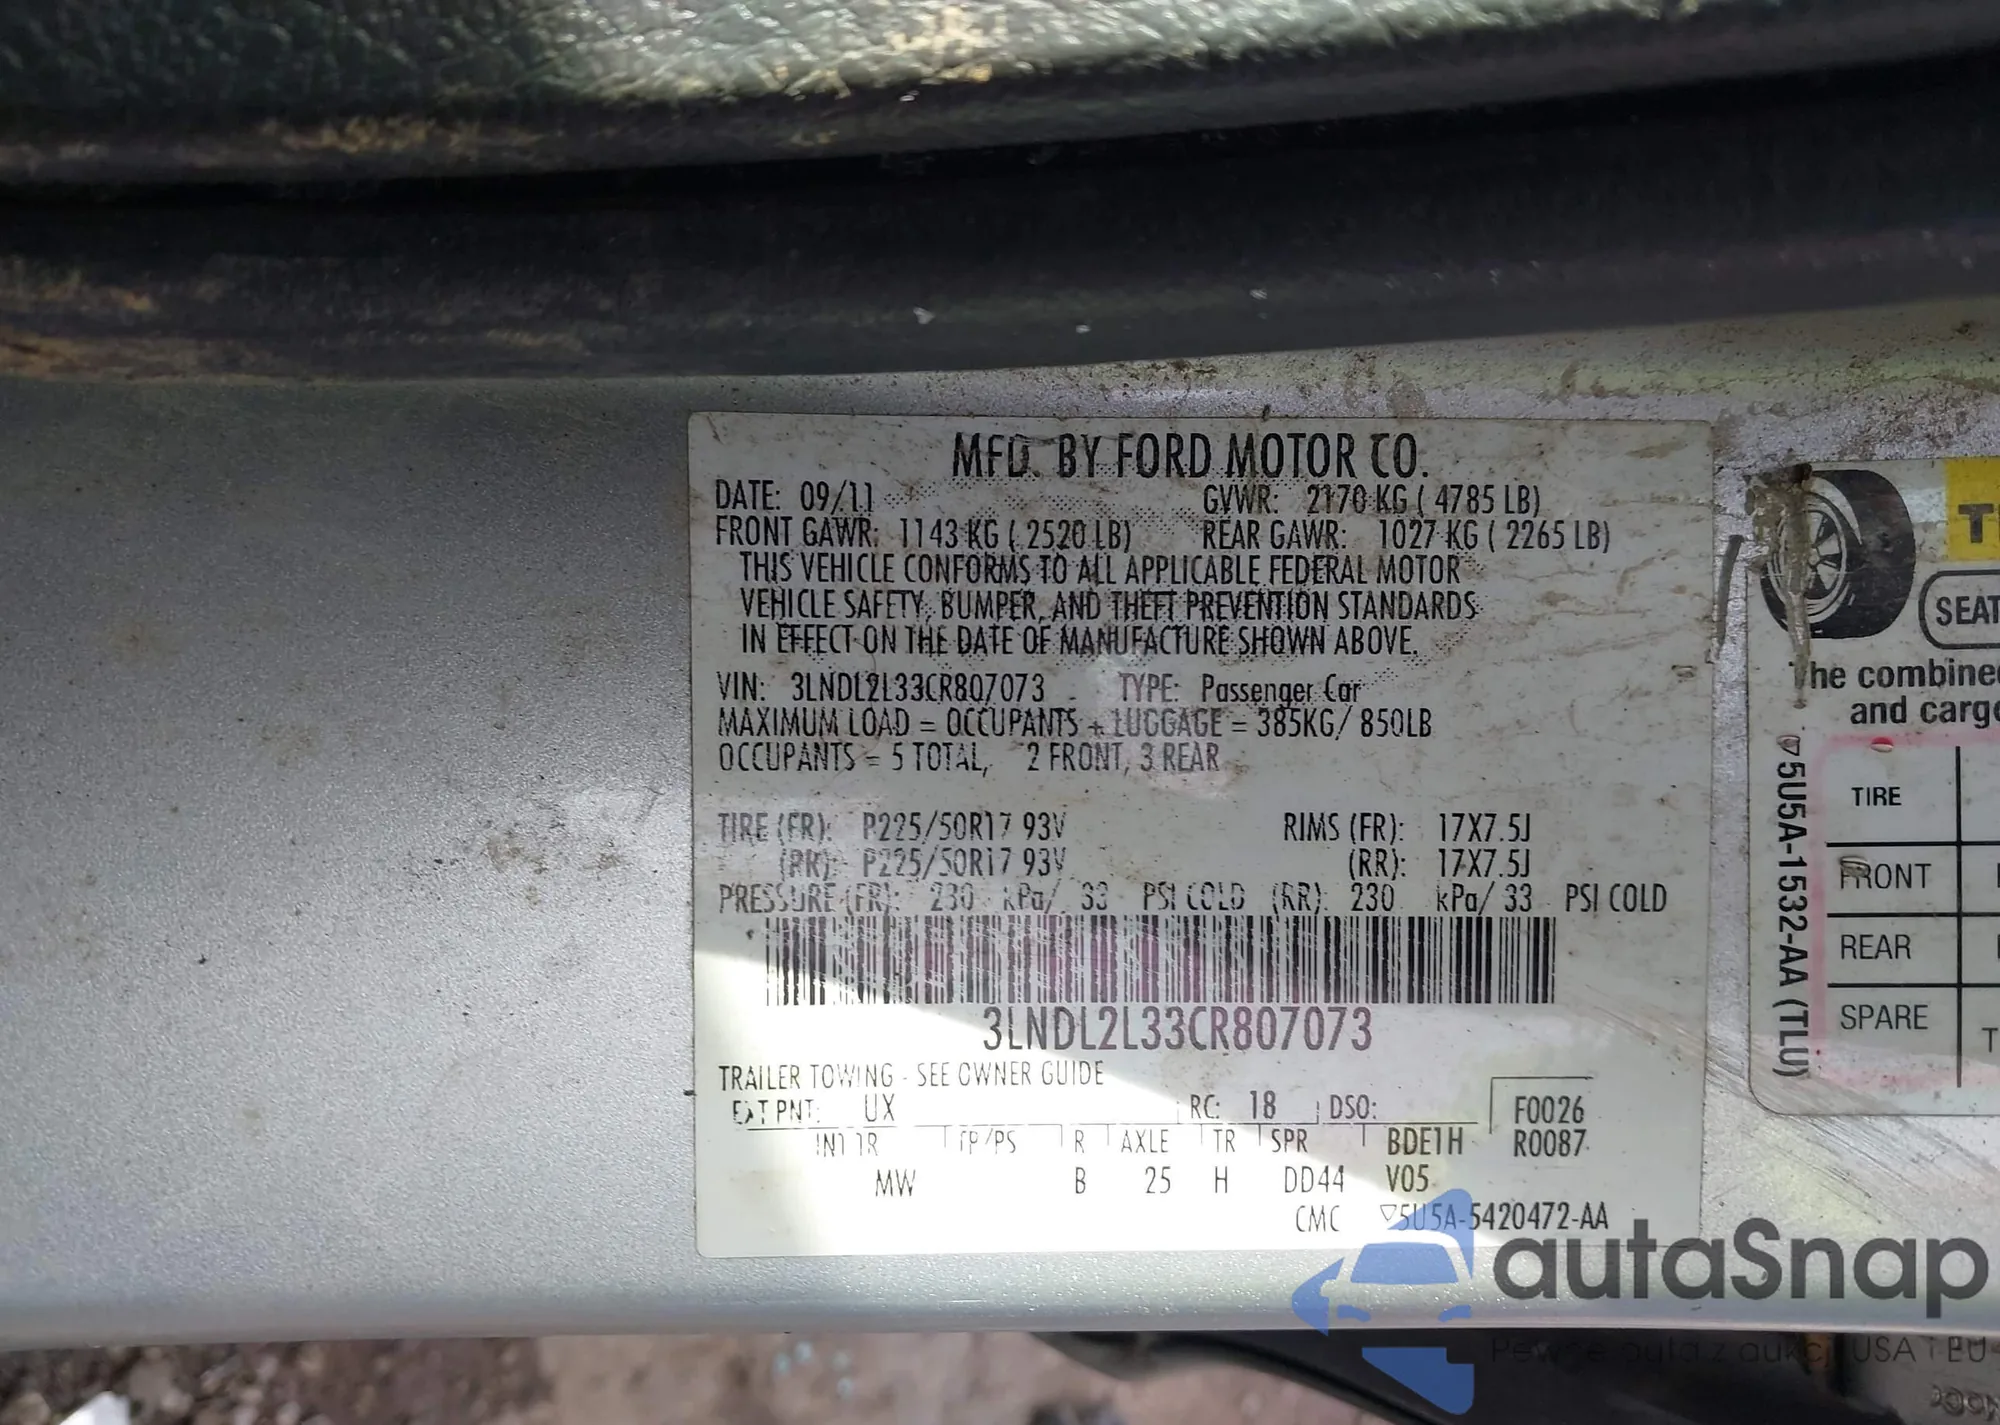 MFD. BY FORD MOTOR CO.
DATE: 09/11 GVWR: 2170 KG ( 4785 LB)
FRONT GAWR: 1143 KG ( 2520 LB) REAR GAWR: 1027 KG ( 2265 LB)
THIS VEHICLE CONFORMS TO ALL APPLICABLE FEDERAL MOTOR
VEHICLE SAFETY, BUMPER, AND THEFT PREVENTION STANDARDS
IN EFFECT ON THE DATE OF MANUFACTURE SHOWN ABOVE.
VIN: 3LNDL2L33CR807073 TYPE: Passenger Car
MAXIMUM LOAD = OCCUPANTS + LUGGAGE = 385KG/ 850LB
OCCUPANTS = 5 TOTAL, 2 FRONT, 3 REAR
TIRE (FR): P225/50R17 93V RIMS (FR): 17X7.5J
(RR): P225/50R17 93V (RR): 17X7.5J
PRESSURE (FR): 230 kPa/ 33 PSI COLD (RR): 230 kPa/ 33 PSI COLD
3LNDL2L33CR807073
TRAILER TOWING - SEE OWNER GUIDE
EXT PNT: UX RC: 18 DSO: F0026
INT TR TP/PS R AXLE TR SPR BDE1H R0087
MW B 25 H DD44 V05
CMC ▽5U5A-5420472-AA
SEAT
The combined
and cargo
▽5U5A-1532-AA (TLU)
TIRE
FRONT
REAR
SPARE
autaSnap
Pewne auta z aukcji USA i EU